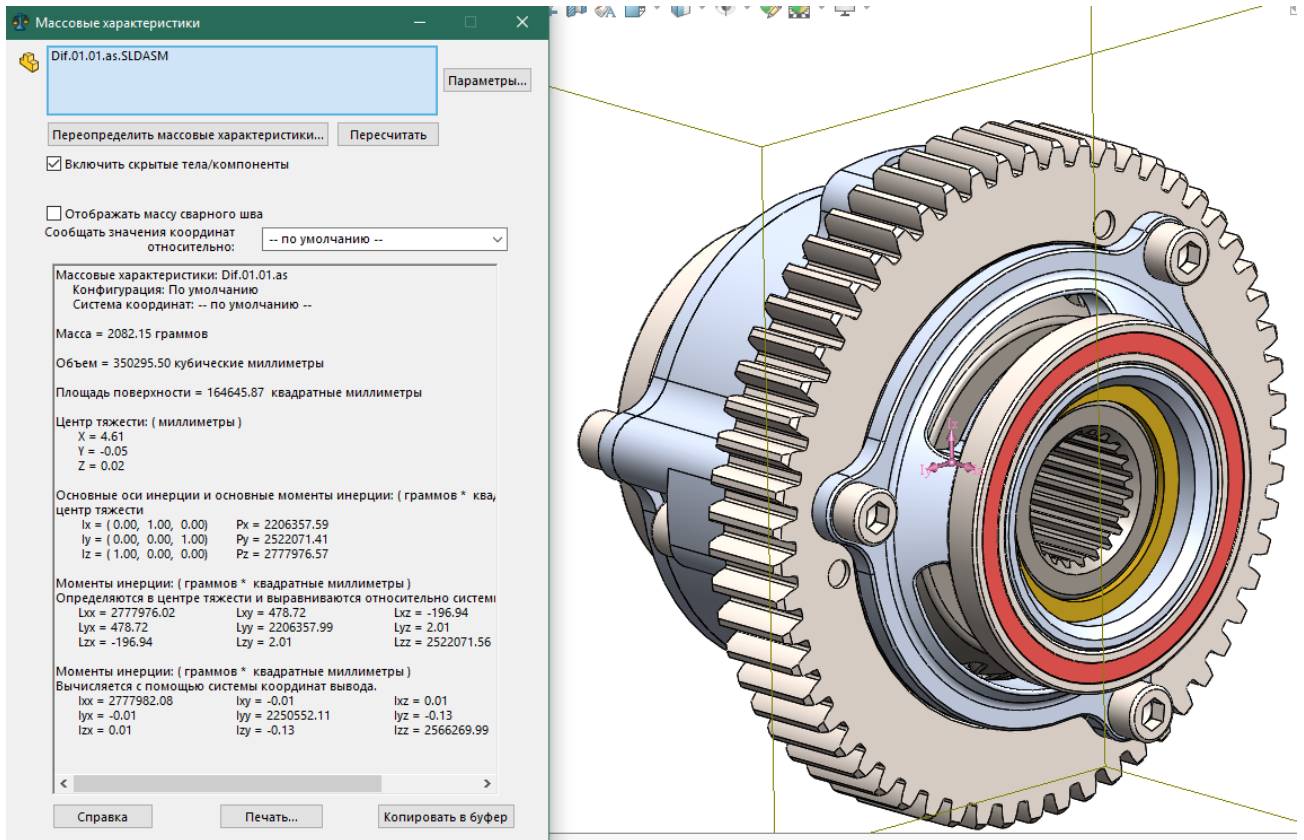 Массовые характеристики
Dif.01.01.as.SLDASM
Параметры...
Переопределить массовые характеристики... Пересчитать
Включить скрытые тела/компоненты
Отображать массу сварного шва
Сообщать значения координат
относительно: -- по умолчанию --
Массовые характеристики: Dif.01.01.as
Конфигурация: По умолчанию
Система координат: -- по умолчанию --
Масса = 2082.15 граммов
Объем = 350295.50 кубические миллиметры
Площадь поверхности = 164645.87 квадратные миллиметры
Центр тяжести: ( миллиметры )
X = 4.61
Y = -0.05
Z = 0.02
Основные оси инерции и основные моменты инерции: ( граммов * ква,
центр тяжести
Ix = ( 0.00, 1.00, 0.00) Px = 2206357.59
Iy = ( 0.00, 0.00, 1.00) Py = 2522071.41
Iz = ( 1.00, 0.00, 0.00) Pz = 2777976.57
Моменты инерции: ( граммов * квадратные миллиметры )
Определяются в центре тяжести и выравниваются относительно системы
Lxx = 2777976.02 Lxy = 478.72 Lxz = -196.94
Lyx = 478.72 Lyy = 2206357.99 Lyz = 2.01
Lzx = -196.94 Lzy = 2.01 Lzz = 2522071.56
Моменты инерции: ( граммов * квадратные миллиметры )
Вычисляется с помощью системы координат вывода.
Ixx = 2777982.08 Ixy = -0.01 Ixz = 0.01
Iyx = -0.01 Iyy = 2250552.11 Iyz = -0.13
Izx = 0.01 Izy = -0.13 Izz = 2566269.99
Справка Печать... Копировать в буфер
Ix
Iy